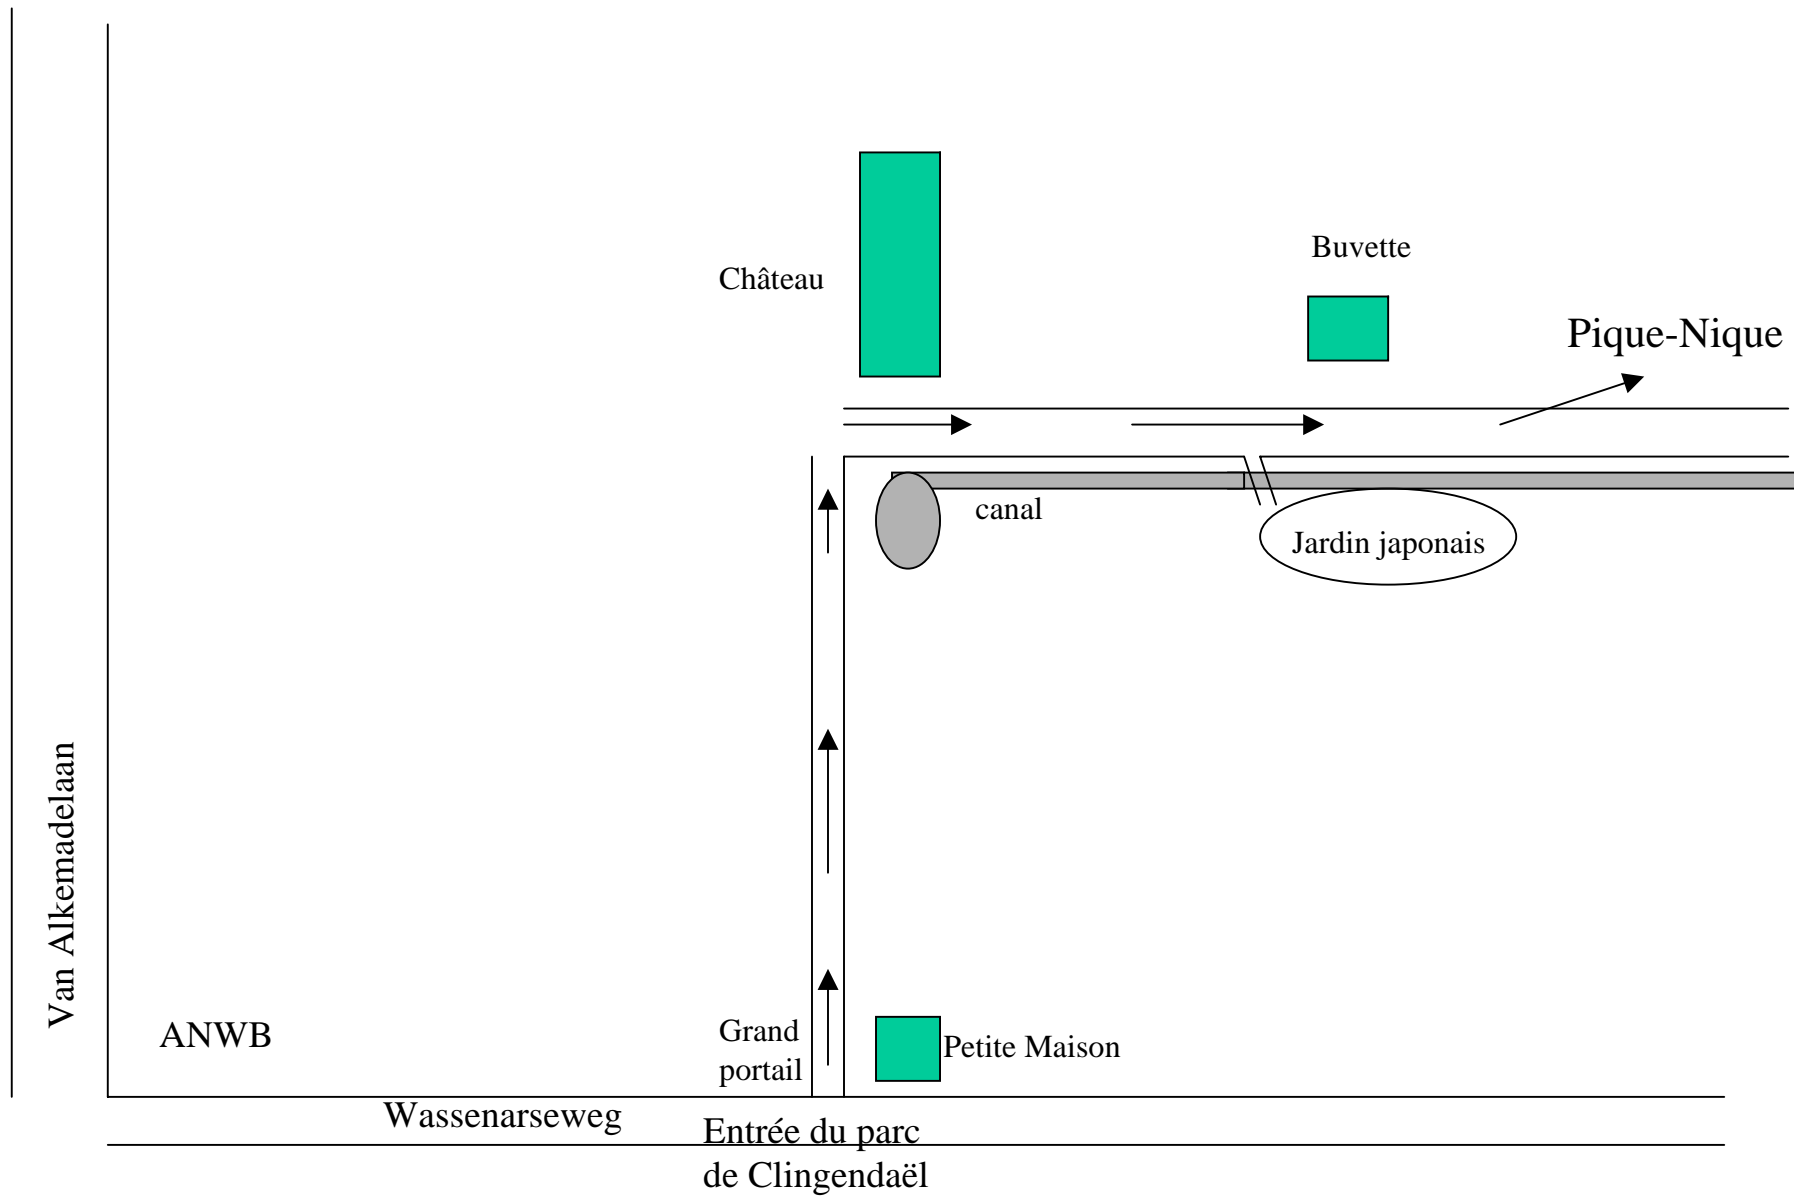 Buvette
Château
Pique-Nique
canal
Jardin japonais
Van Alkemadelaan
ANWB
Grand
portail
Petite Maison
Wassenarseweg
Entrée du parc
de Clingendaël